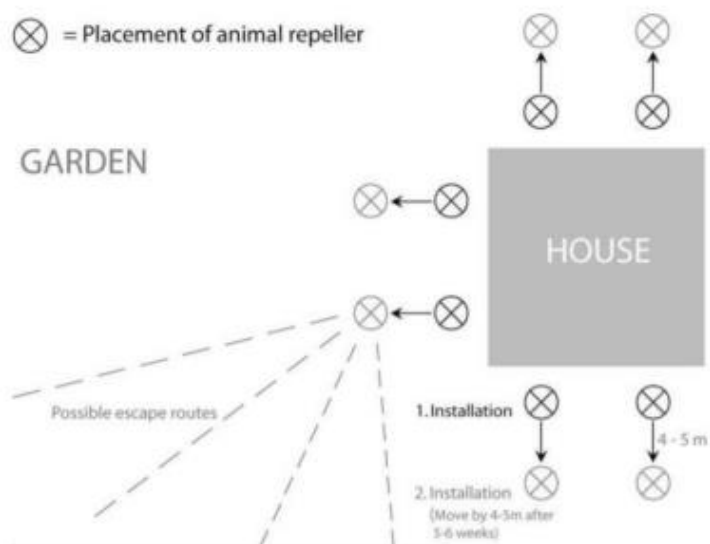 = Placement of animal repeller
GARDEN
HOUSE
Possible escape routes
1. Installation
4 - 5 m
2. Installation
(Move by 4-5m after
5-6 weeks)